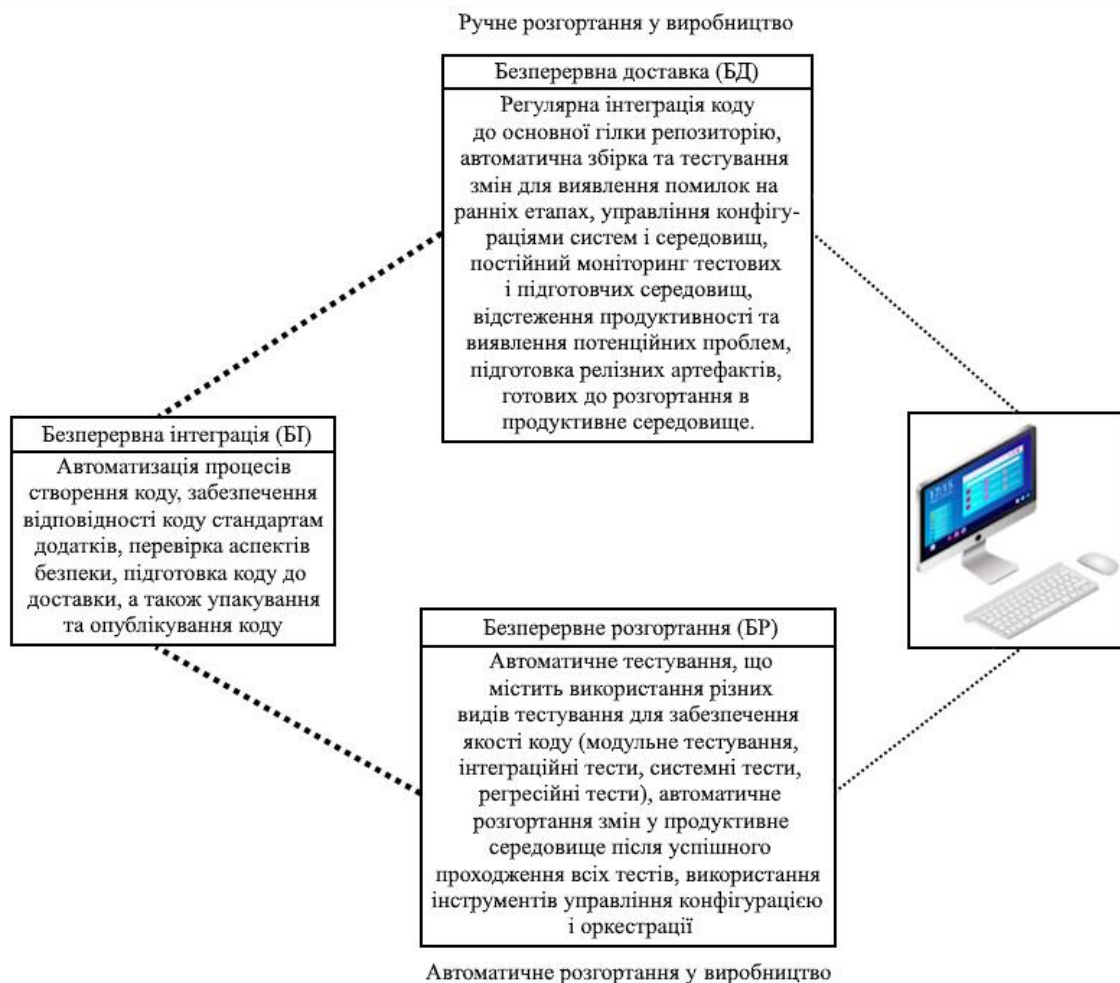 Ручне розгортання у виробництво
Безперервна доставка (БД)
Регулярна інтеграція коду
до основної гілки репозиторію,
автоматична збірка та тестування
змін для виявлення помилок на
ранніх етапах, управління конфігу-
раціями систем і середовищ,
постійний моніторинг тестових
і підготовчих середовищ,
відстеження продуктивності та
виявлення потенційних проблем,
підготовка релізних артефактів,
готових до розгортання в
продуктивне середовище.
Безперервна інтеграція (БІ)
Автоматизація процесів
створення коду, забезпечення
відповідності коду стандартам
додатків, перевірка аспектів
безпеки, підготовка коду до
доставки, а також упакування
та опублікування коду
17:15
Безперервне розгортання (БР)
Автоматичне тестування, що
містить використання різних
видів тестування для забезпечення
якості коду (модульне тестування,
інтеграційні тести, системні тести,
регресійні тести), автоматичне
розгортання змін у продуктивне
середовище після успішного
проходження всіх тестів, використання
інструментів управління конфігурацією
і оркестрації
Автоматичне розгортання у виробництво